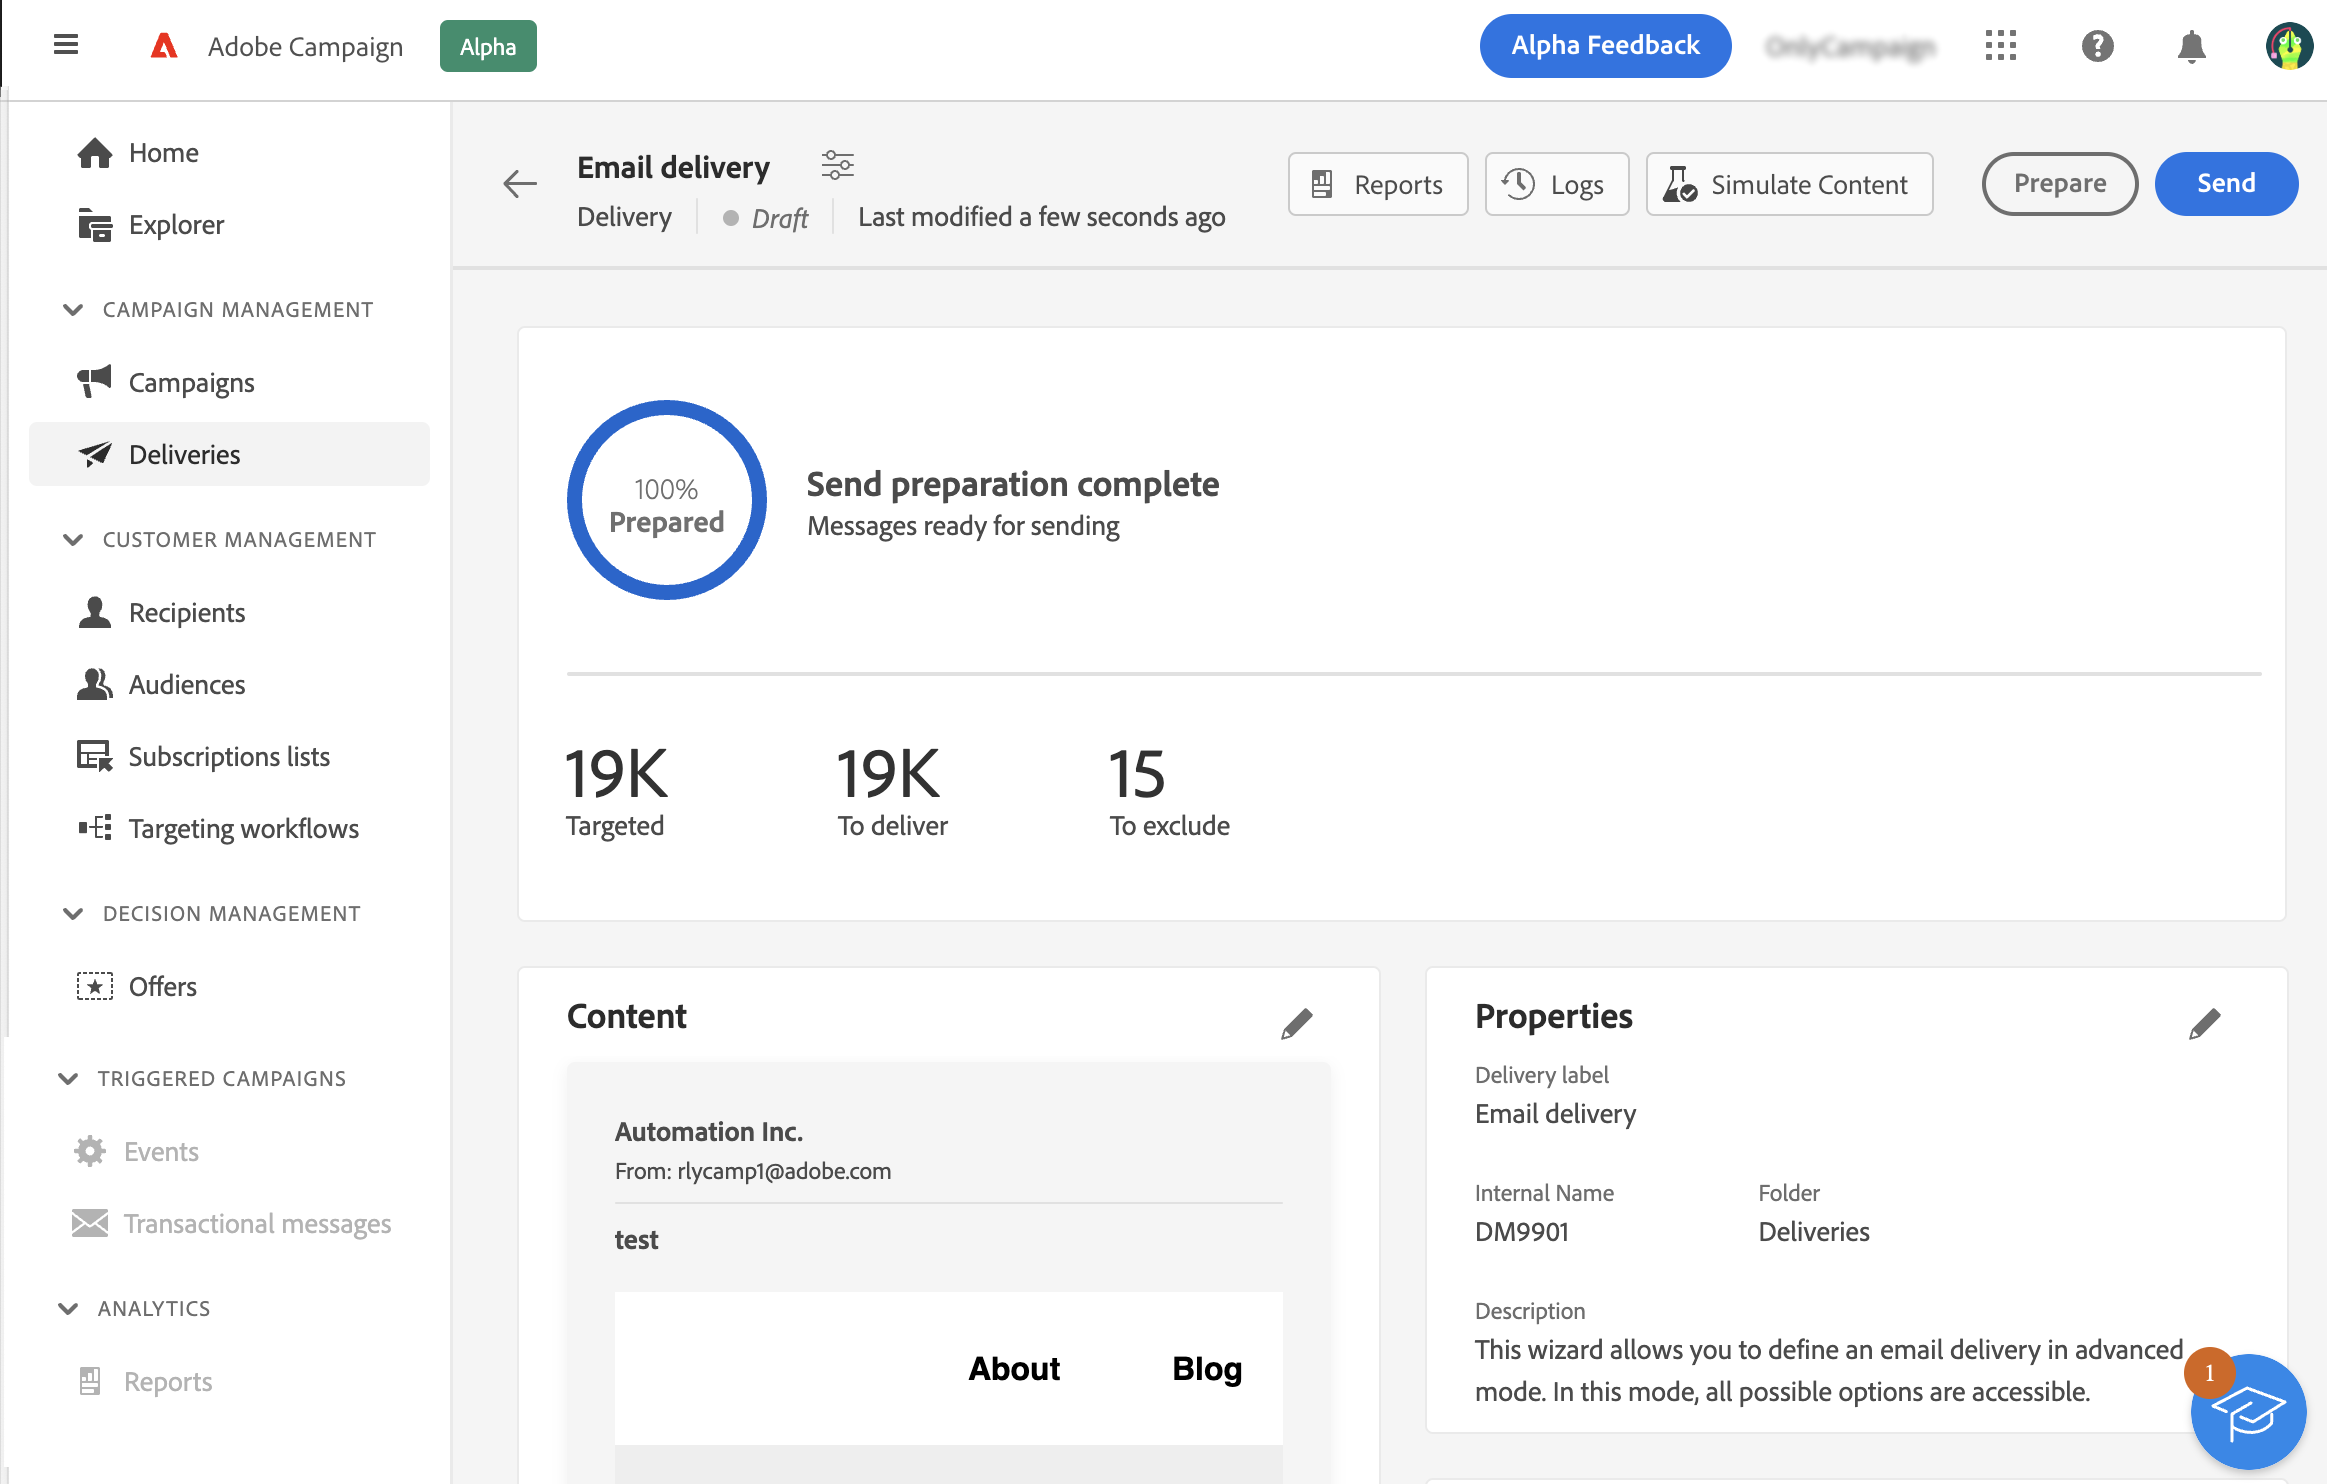 Adobe Campaign
Alpha
Alpha Feedback
Home
Explorer
CAMPAIGN MANAGEMENT
Campaigns
Deliveries
CUSTOMER MANAGEMENT
Recipients
Audiences
Subscriptions lists
Targeting workflows
DECISION MANAGEMENT
Offers
TRIGGERED CAMPAIGNS
Events
Transactional messages
ANALYTICS
Reports
Email delivery
Delivery
Draft
Last modified a few seconds ago
Reports
Logs
Simulate Content
Prepare
Send
100%
Prepared
Send preparation complete
Messages ready for sending
19K
Targeted
19K
To deliver
15
To exclude
Content
Automation Inc.
From: rlycamp1@adobe.com
test
About
Blog
Properties
Delivery label
Email delivery
Internal Name
DM9901
Folder
Deliveries
Description
This wizard allows you to define an email delivery in advanced
mode. In this mode, all possible options are accessible.
1